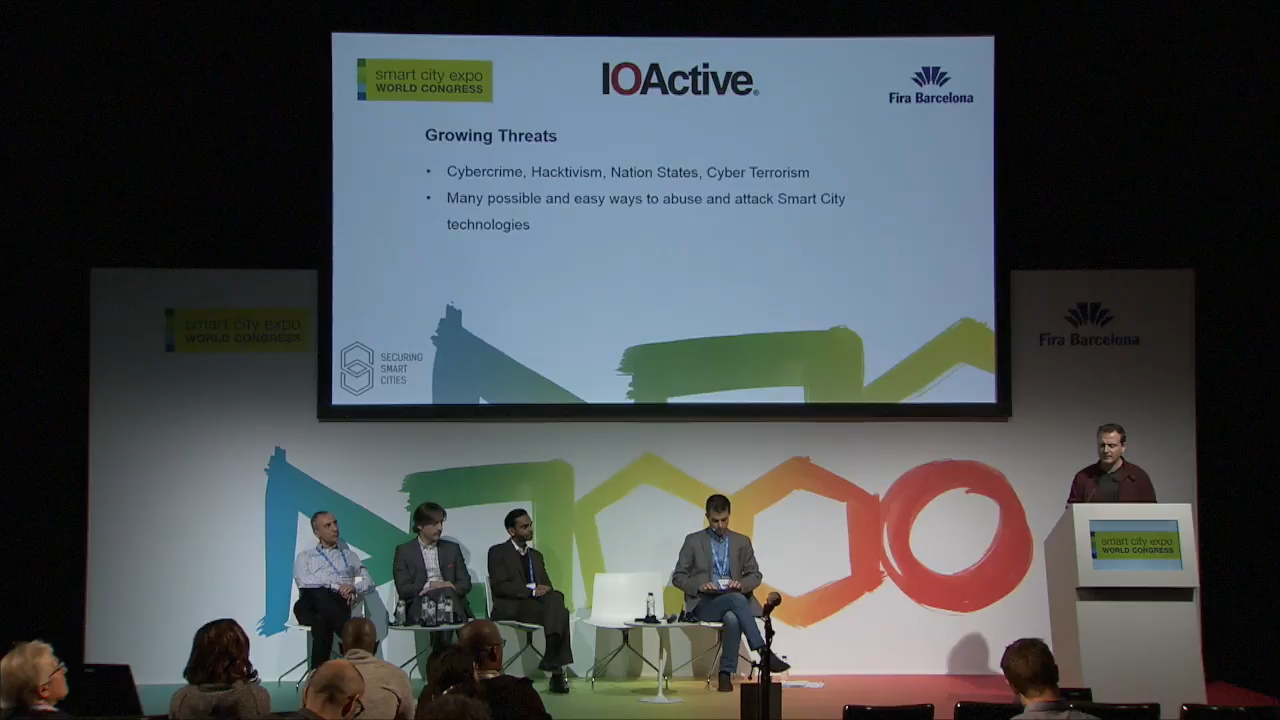 smart city expo
WORLD CONGRESS
IOActive®
Fira Barcelona
Growing Threats
• Cybercrime, Hacktivism, Nation States, Cyber Terrorism
• Many possible and easy ways to abuse and attack Smart City
technologies
SECURING
SMART
CITIES
smart city expo
WORLD CONGRESS
Fira Barcelona
smart city expo
WORLD CONGRESS